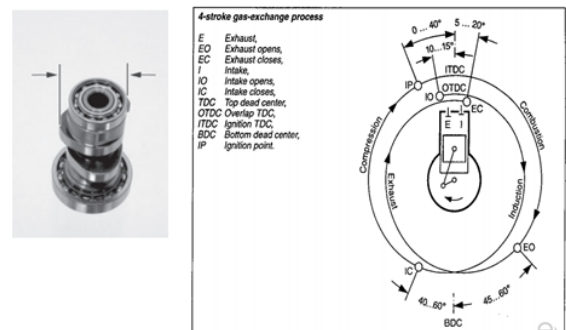 4-stroke gas-exchange process
E Exhaust,
EO Exhaust opens,
EC Exhaust closes,
I Intake,
IO Intake opens,
IC Intake closes,
TDC Top dead center,
OTDC Overlap TDC,
ITDC Ignition TDC,
BDC Bottom dead center,
IP Ignition point.
0...40° 5...20°
10...15°
ITDC
IP
OTDC
IO
EC
E I
Compression
Combustion
Exhaust
Induction
EO
IC
40...60° 45...60°
BDC